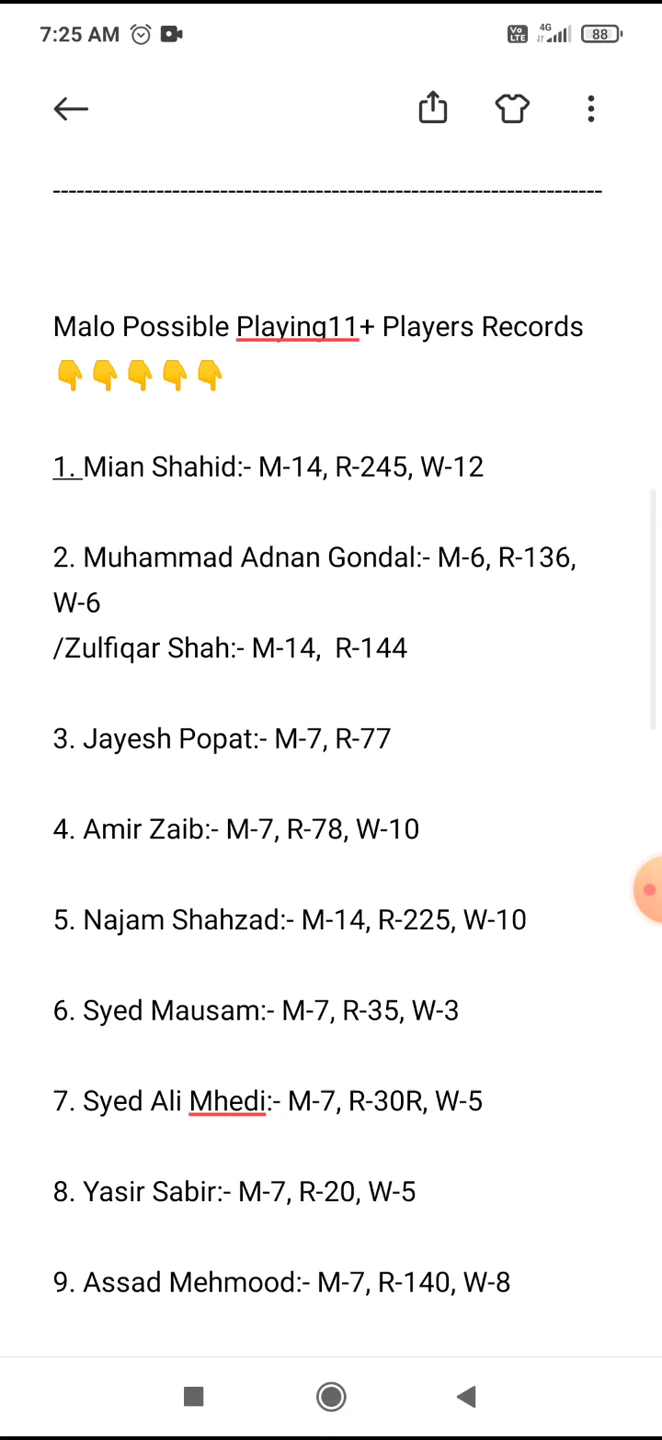 7:25 AM
Vo LTE 4G 88
--------------------------------------------------------------------
Malo Possible Playing11+ Players Records
👇👇👇👇👇
1. Mian Shahid:- M-14, R-245, W-12
2. Muhammad Adnan Gondal:- M-6, R-136,
W-6
/Zulfiqar Shah:- M-14,  R-144
3. Jayesh Popat:- M-7, R-77
4. Amir Zaib:- M-7, R-78, W-10
5. Najam Shahzad:- M-14, R-225, W-10
6. Syed Mausam:- M-7, R-35, W-3
7. Syed Ali Mhedi:- M-7, R-30R, W-5
8. Yasir Sabir:- M-7, R-20, W-5
9. Assad Mehmood:- M-7, R-140, W-8